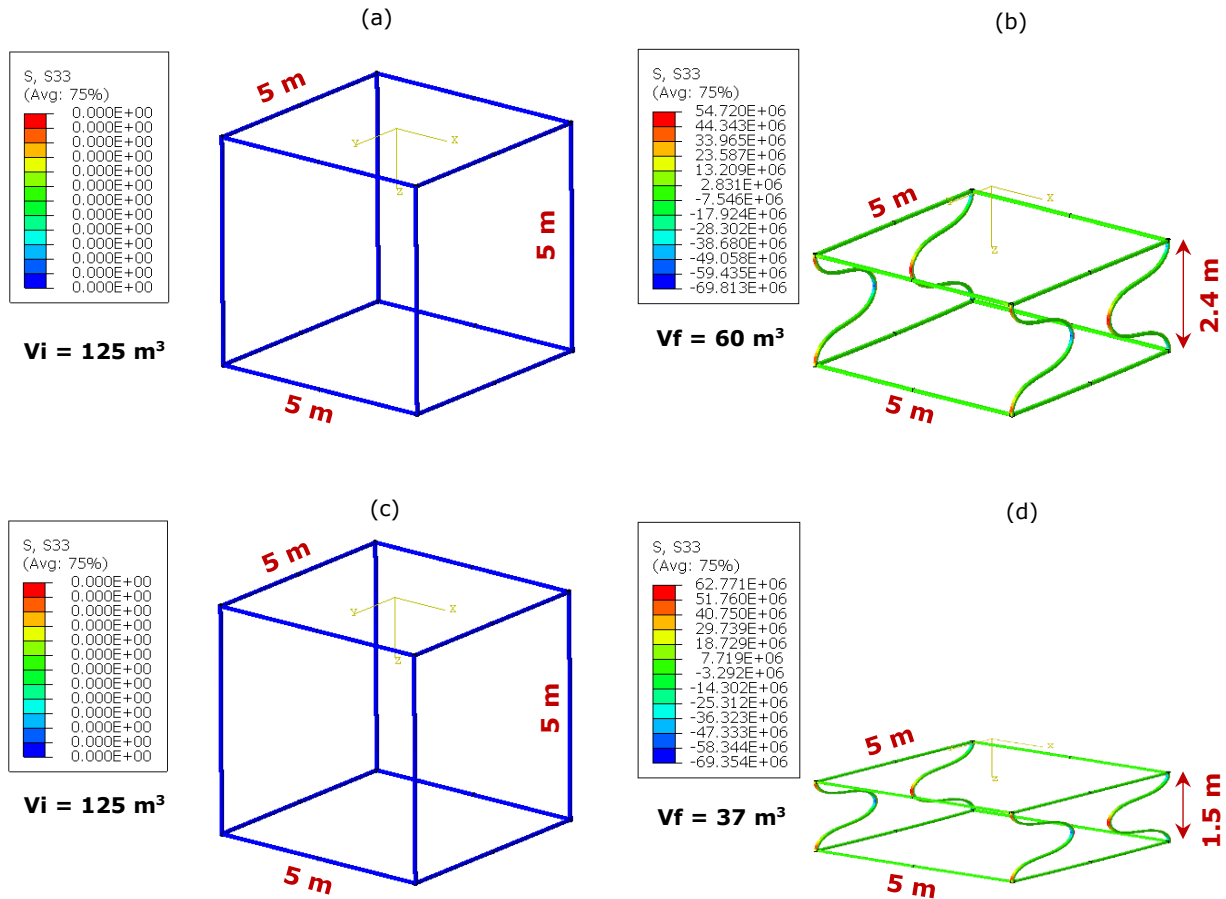 (a)
S, S33
(Avg: 75%)
0.000E+00
0.000E+00
0.000E+00
0.000E+00
0.000E+00
0.000E+00
0.000E+00
0.000E+00
0.000E+00
0.000E+00
0.000E+00
0.000E+00
0.000E+00
Vi = 125 m³
5 m
5 m
5 m
X
Y
Z
(b)
S, S33
(Avg: 75%)
54.720E+06
44.343E+06
33.965E+06
23.587E+06
13.209E+06
2.831E+06
-7.546E+06
-17.924E+06
-28.302E+06
-38.680E+06
-49.058E+06
-59.435E+06
-69.813E+06
Vf = 60 m³
5 m
2.4 m
5 m
X
Z
(c)
S, S33
(Avg: 75%)
0.000E+00
0.000E+00
0.000E+00
0.000E+00
0.000E+00
0.000E+00
0.000E+00
0.000E+00
0.000E+00
0.000E+00
0.000E+00
0.000E+00
0.000E+00
Vi = 125 m³
5 m
5 m
5 m
X
Y
Z
(d)
S, S33
(Avg: 75%)
62.771E+06
51.760E+06
40.750E+06
29.739E+06
18.729E+06
7.719E+06
-3.292E+06
-14.302E+06
-25.312E+06
-36.323E+06
-47.333E+06
-58.344E+06
-69.354E+06
Vf = 37 m³
5 m
1.5 m
5 m
X
Z